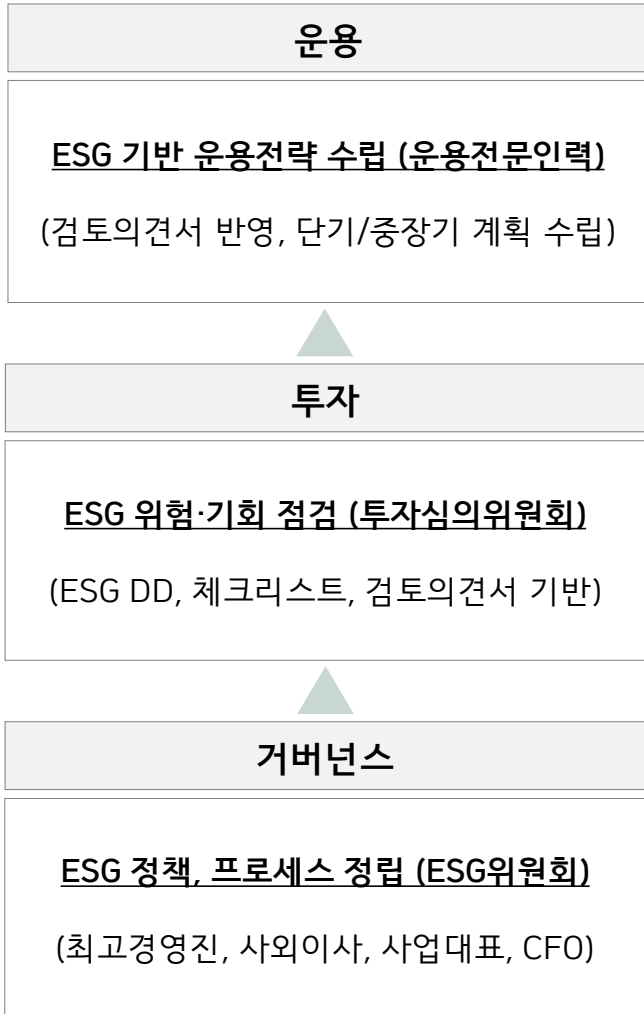 운용
ESG 기반 운용전략 수립 (운용전문인력)
(검토의견서 반영, 단기/중장기 계획 수립)
투자
ESG 위험·기회 점검 (투자심의위원회)
(ESG DD, 체크리스트, 검토의견서 기반)
거버넌스
ESG 정책, 프로세스 정립 (ESG위원회)
(최고경영진, 사외이사, 사업대표, CFO)